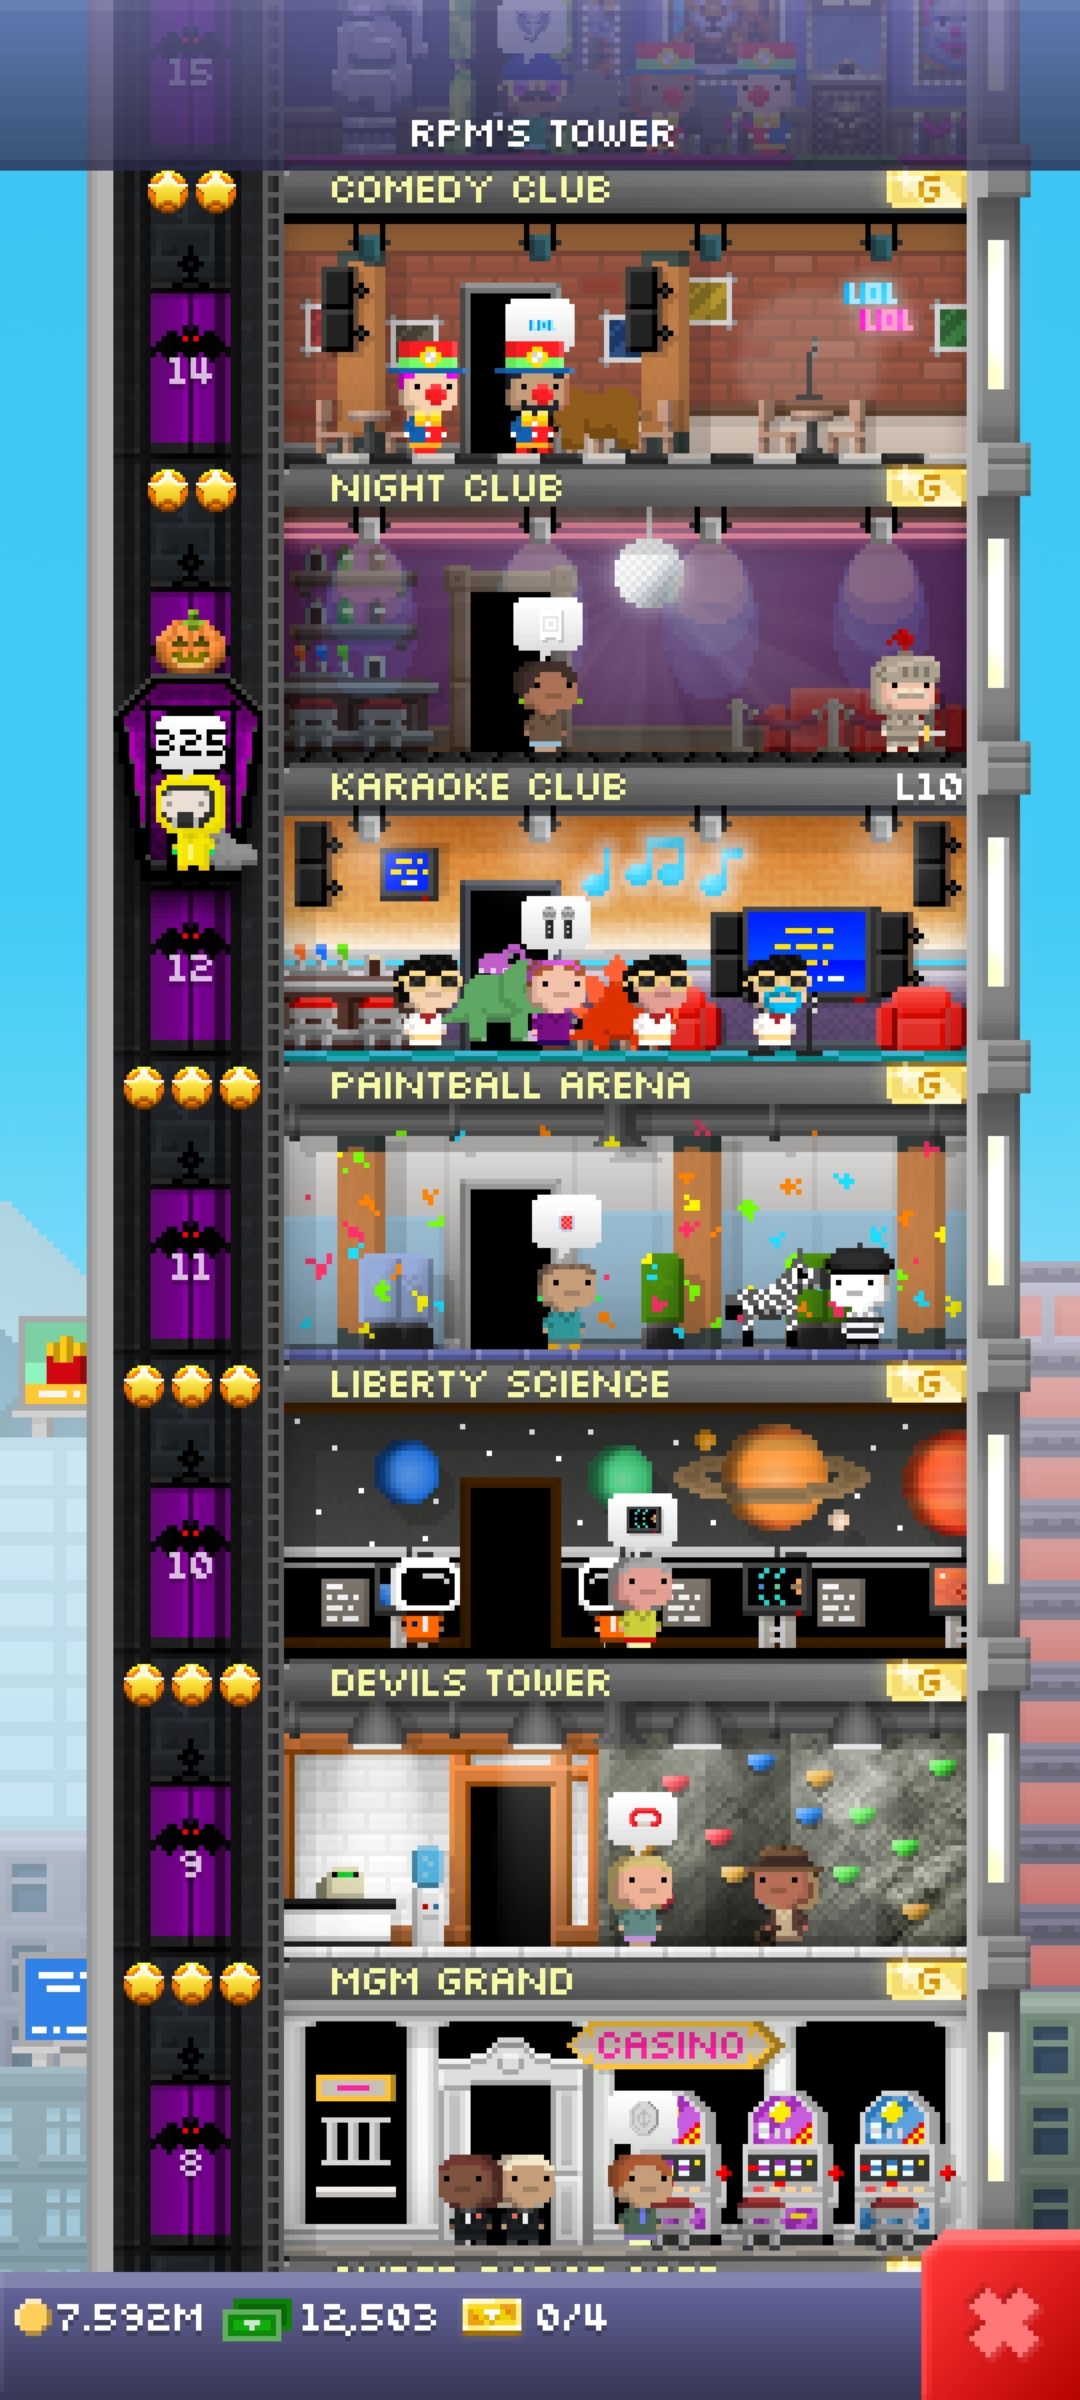 15
RPM'S TOWER
COMEDY CLUB G
LOL
LOL
LOL
14
NIGHT CLUB G
325
KARAOKE CLUB L10
12
PAINTBALL ARENA G
11
LIBERTY SCIENCE G
10
DEVILS TOWER G
9
MGM GRAND G
CASINO
8
7.592M 12,503 0/4